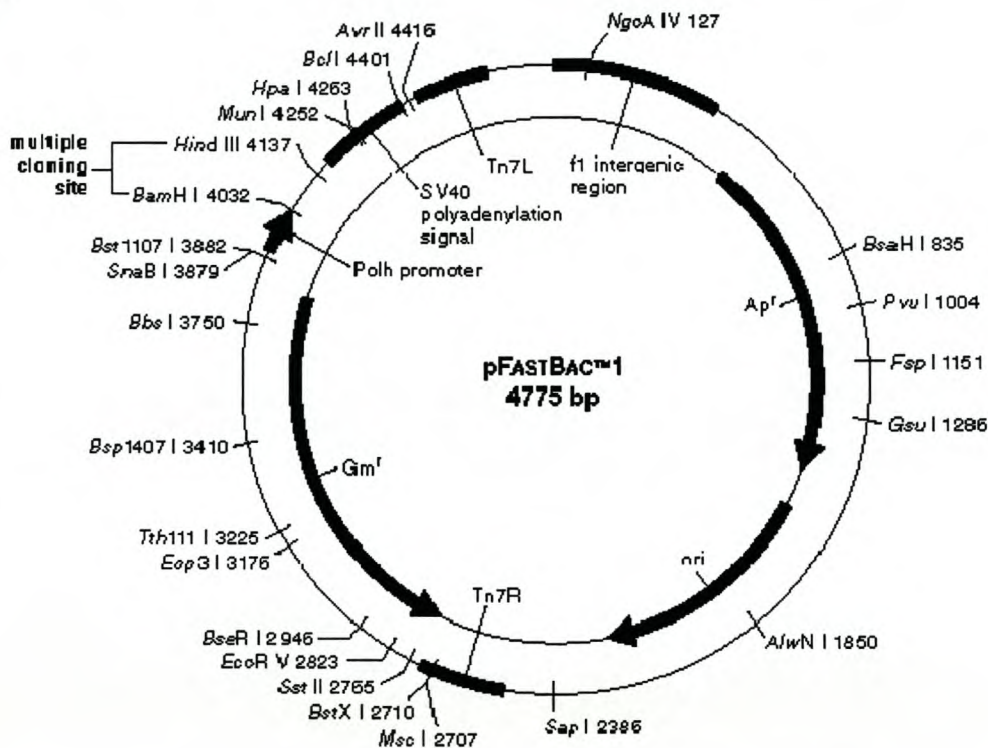 NgoA IV 127
Avr II 4416
Bcl I 4401
Hpa I 4263
Mun I 4252
multiple
cloning
site
Hind III 4137
BamH I 4032
Bst1107 I 3882
SnaB I 3879
Bbs I 3750
Bsp1407 I 3410
Tth111 I 3225
Eop3 I 3176
BseR I 2946
EcoR V 2823
Sst II 2765
BstX I 2710
Msc I 2707
Tn7L
f1 intergenic
region
SV40
polyadenylation
signal
Polh promoter
BsaH I 835
Apr
Pvu I 1004
pFASTBAC™1
4775 bp
Fsp I 1151
Gsu I 1286
Gmr
ori
Tn7R
AlwN I 1850
Sap I 2386